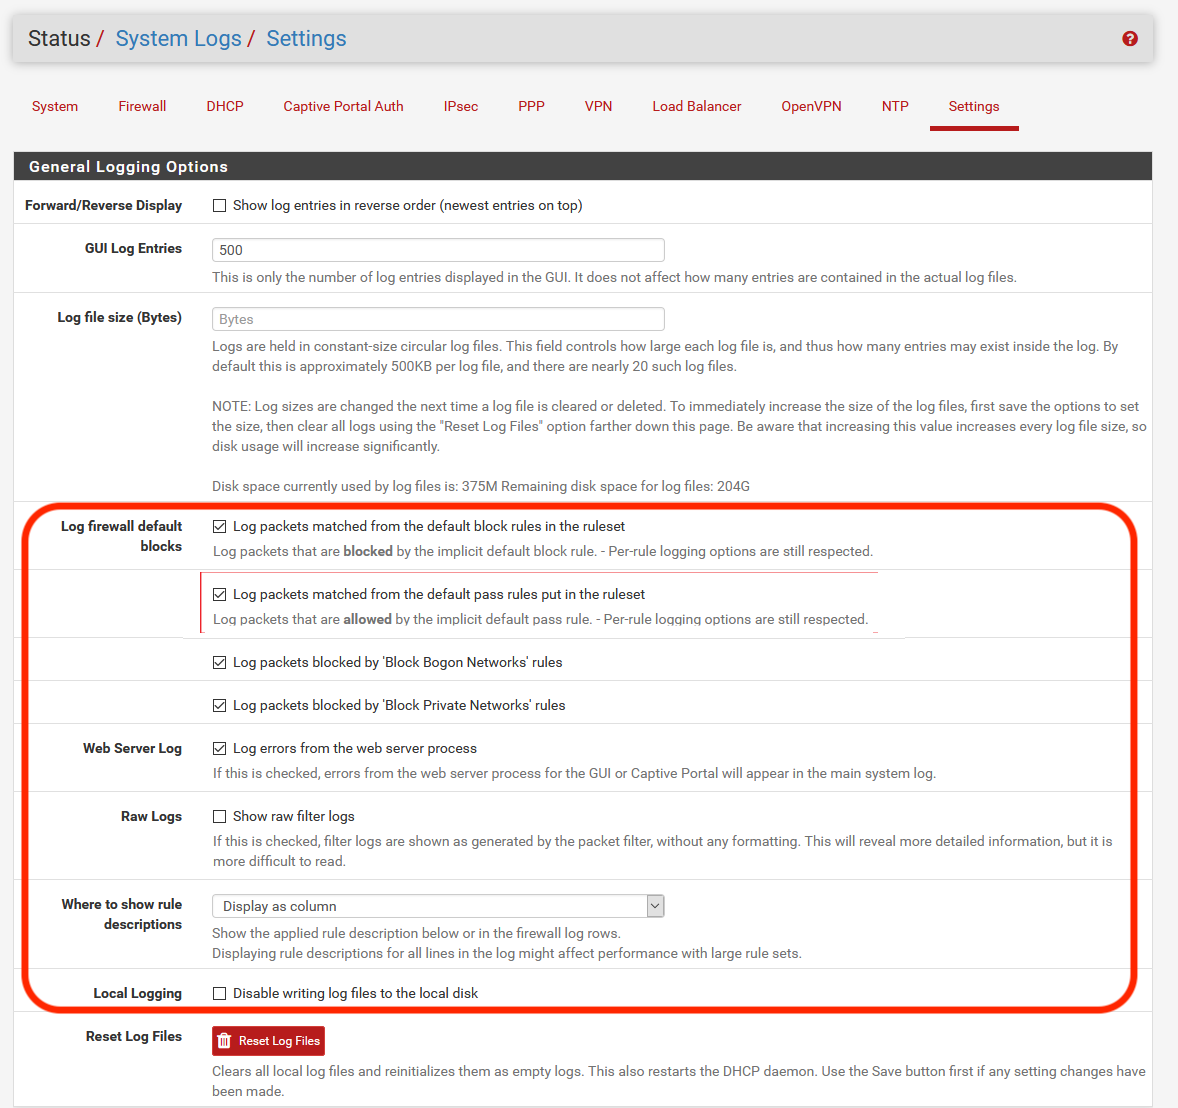 Status / System Logs / Settings
System Firewall DHCP Captive Portal Auth IPsec PPP VPN Load Balancer OpenVPN NTP Settings
General Logging Options
Forward/Reverse Display Show log entries in reverse order (newest entries on top)
GUI Log Entries 500
This is only the number of log entries displayed in the GUI. It does not affect how many entries are contained in the actual log files.
Log file size (Bytes) Bytes
Logs are held in constant-size circular log files. This field controls how large each log file is, and thus how many entries may exist inside the log. By
default this is approximately 500KB per log file, and there are nearly 20 such log files.
NOTE: Log sizes are changed the next time a log file is cleared or deleted. To immediately increase the size of the log files, first save the options to set
the size, then clear all logs using the "Reset Log Files" option farther down this page. Be aware that increasing this value increases every log file size, so
disk usage will increase significantly.
Disk space currently used by log files is: 375M Remaining disk space for log files: 204G
Log firewall default
blocks
Log packets matched from the default block rules in the ruleset
Log packets that are blocked by the implicit default block rule. - Per-rule logging options are still respected.
Log packets matched from the default pass rules put in the ruleset
Log packets that are allowed by the implicit default pass rule. - Per-rule logging options are still respected.
Log packets blocked by 'Block Bogon Networks' rules
Log packets blocked by 'Block Private Networks' rules
Web Server Log Log errors from the web server process
If this is checked, errors from the web server process for the GUI or Captive Portal will appear in the main system log.
Raw Logs Show raw filter logs
If this is checked, filter logs are shown as generated by the packet filter, without any formatting. This will reveal more detailed information, but it is
more difficult to read.
Where to show rule
descriptions
Display as column
Show the applied rule description below or in the firewall log rows.
Displaying rule descriptions for all lines in the log might affect performance with large rule sets.
Local Logging Disable writing log files to the local disk
Reset Log Files Reset Log Files
Clears all local log files and reinitializes them as empty logs. This also restarts the DHCP daemon. Use the Save button first if any setting changes have
been made.